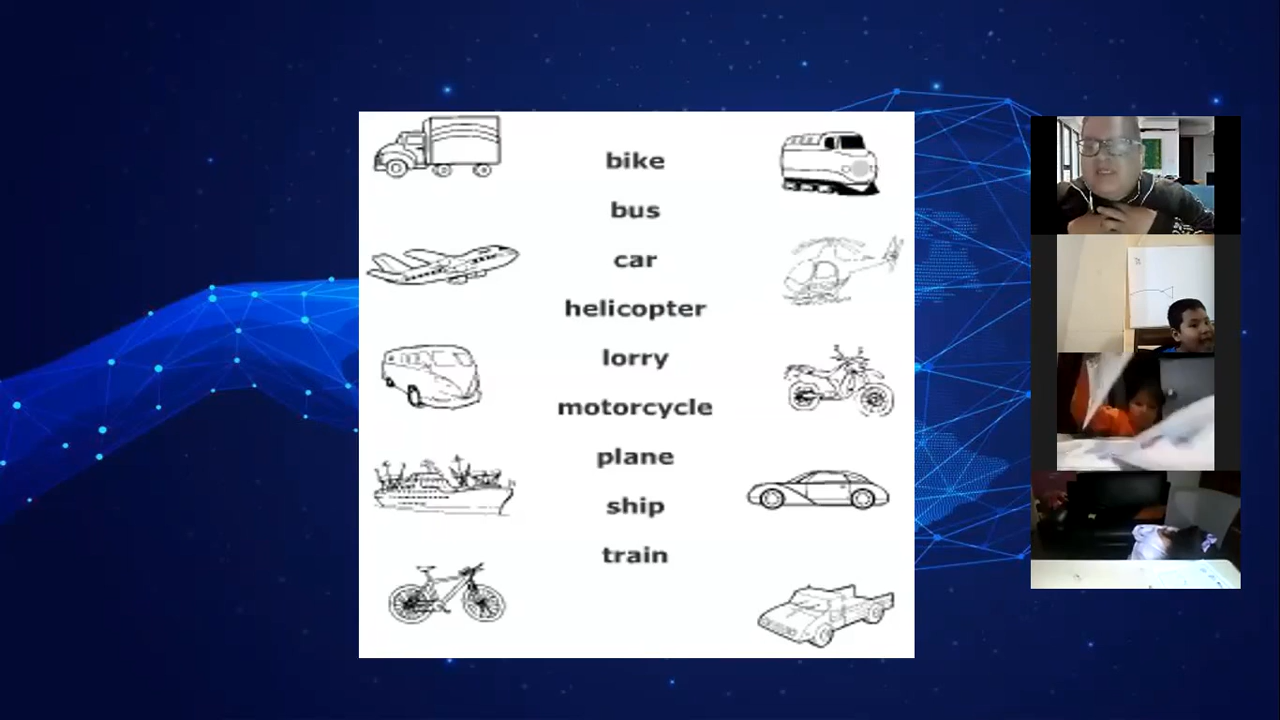 bike
bus
car
helicopter
lorry
motorcycle
plane
ship
train